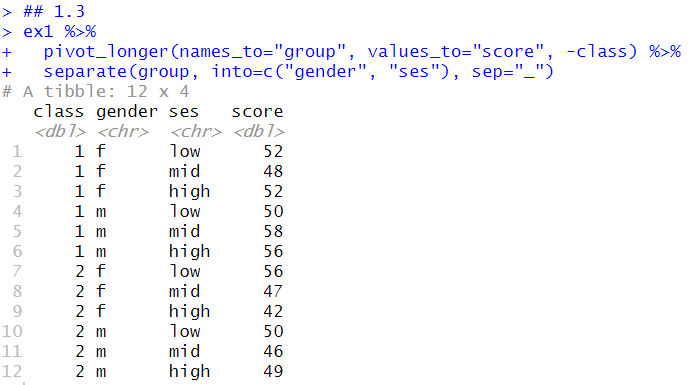 > ## 1.3
> ex1 %>%
+   pivot_longer(names_to="group", values_to="score", -class) %>%
+   separate(group, into=c("gender", "ses"), sep="_")
# A tibble: 12 x 4
   class gender ses   score
   <dbl> <chr>  <chr> <dbl>
 1     1 f      low      52
 2     1 f      mid      48
 3     1 f      high     52
 4     1 m      low      50
 5     1 m      mid      58
 6     1 m      high     56
 7     2 f      low      56
 8     2 f      mid      47
 9     2 f      high     42
10     2 m      low      50
11     2 m      mid      46
12     2 m      high     49